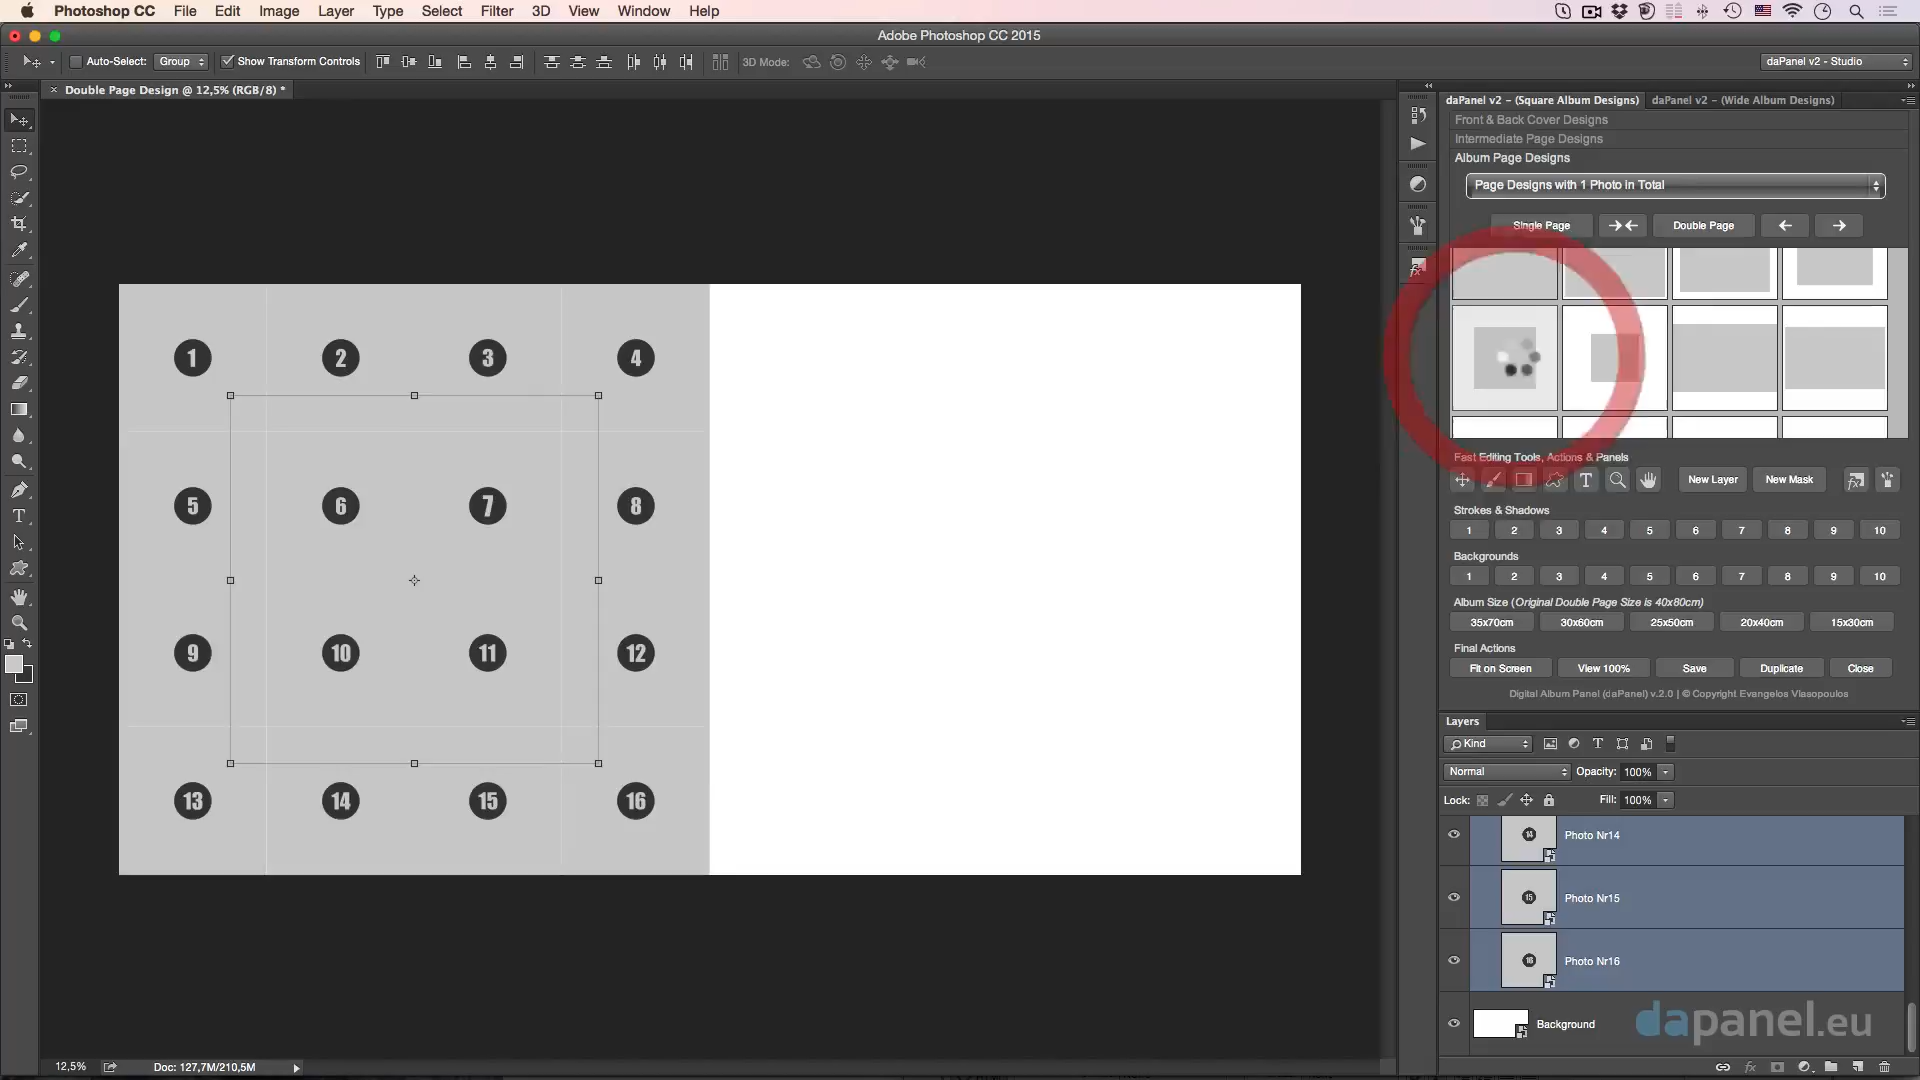 Photoshop CC File Edit Image Layer Type Select Filter 3D View Window Help
Adobe Photoshop CC 2015
Auto-Select: Group Show Transform Controls 3D Mode: daPanel v2 - Studio
× Double Page Design @ 12,5% (RGB/8) *
daPanel v2 – (Square Album Designs) daPanel v2 – (Wide Album Designs)
Front & Back Cover Designs
Intermediate Page Designs
Album Page Designs
Page Designs with 1 Photo in Total
Single Page Double Page
1 2 3 4
5 6 7 8
9 10 11 12
13 14 15 16
Fast Editing Tools, Actions & Panels
T New Layer New Mask fx
Strokes & Shadows
1 2 3 4 5 6 7 8 9 10
Backgrounds
1 2 3 4 5 6 7 8 9 10
Album Size (Original Double Page Size is 40x80cm)
35x70cm 30x60cm 25x50cm 20x40cm 15x30cm
Final Actions
Fit on Screen View 100% Save Duplicate Close
Digital Album Panel (daPanel) v.2.0 | © Copyright Evangelos Vlasopoulos
Layers
Kind T
Normal Opacity: 100%
Lock: Fill: 100%
14 Photo Nr14
15 Photo Nr15
16 Photo Nr16
Background
dapanel.eu
12,5% Doc: 127,7M/210,5M fx